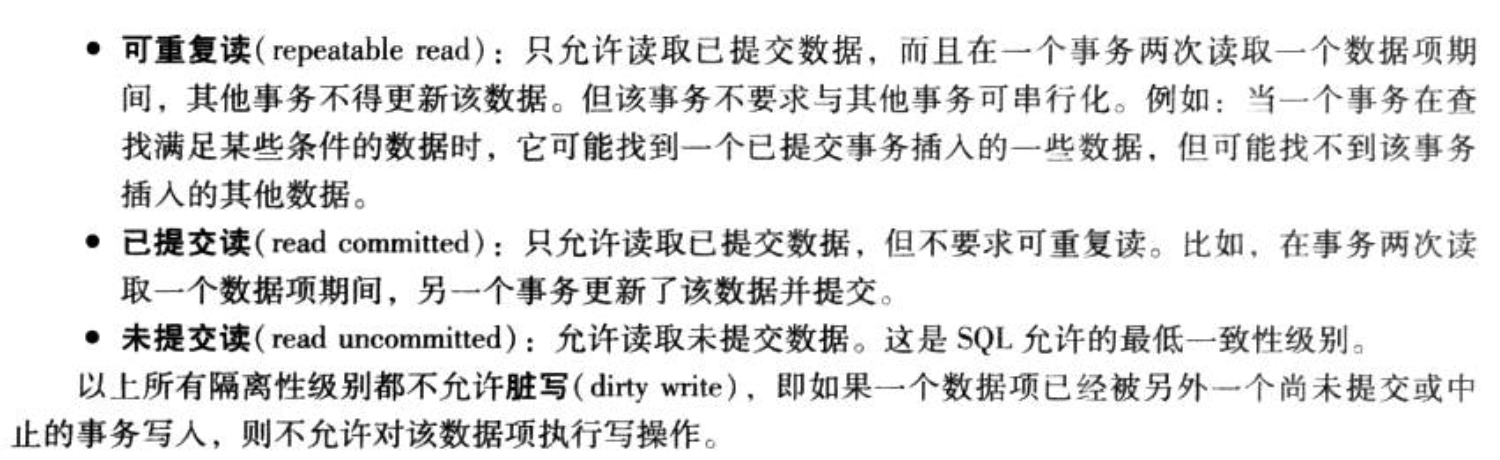 • 可重复读(repeatable read)：只允许读取已提交数据，而且在一个事务两次读取一个数据项期
间，其他事务不得更新该数据。但该事务不要求与其他事务可串行化。例如：当一个事务在查
找满足某些条件的数据时，它可能找到一个已提交事务插入的一些数据，但可能找不到该事务
插入的其他数据。
• 已提交读(read committed)：只允许读取已提交数据，但不要求可重复读。比如，在事务两次读
取一个数据项期间，另一个事务更新了该数据并提交。
• 未提交读(read uncommitted)：允许读取未提交数据。这是 SQL 允许的最低一致性级别。
以上所有隔离性级别都不允许脏写(dirty write)，即如果一个数据项已经被另外一个尚未提交或中
止的事务写入，则不允许对该数据项执行写操作。